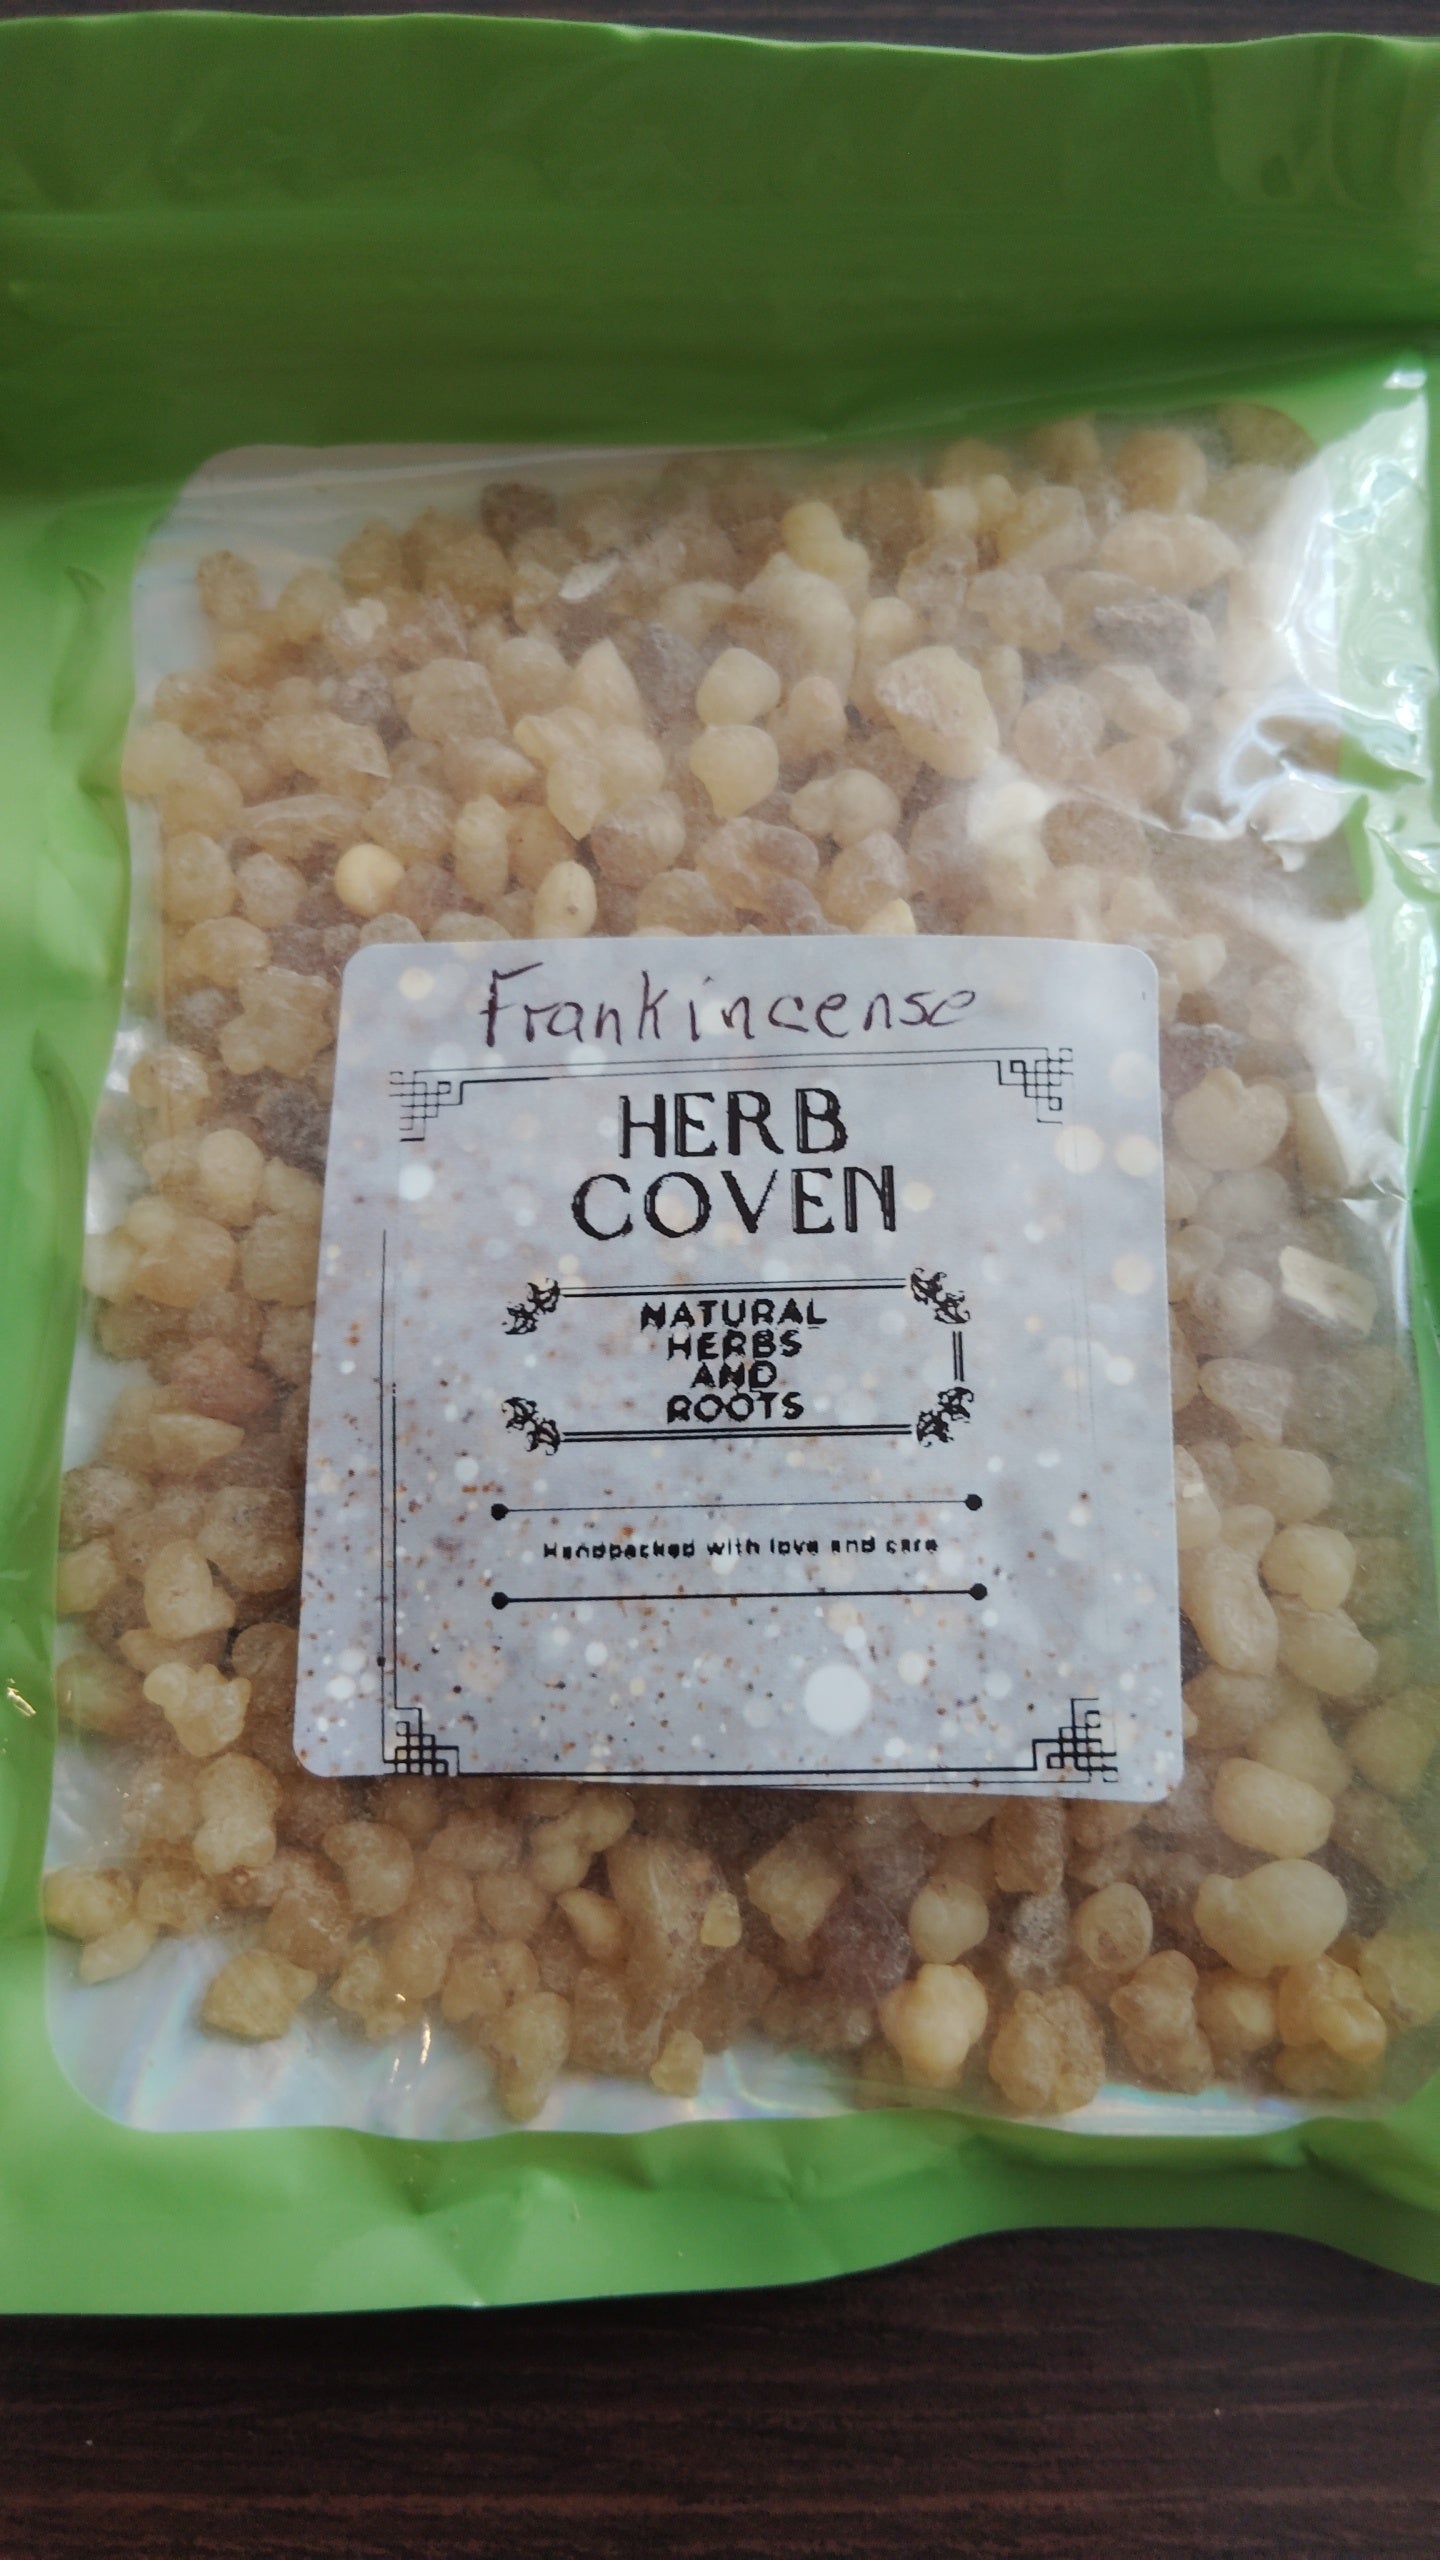 Frankincense
HERB
COVEN
NATURAL
HERBS
AND
ROOTS
Handpacked with love and care